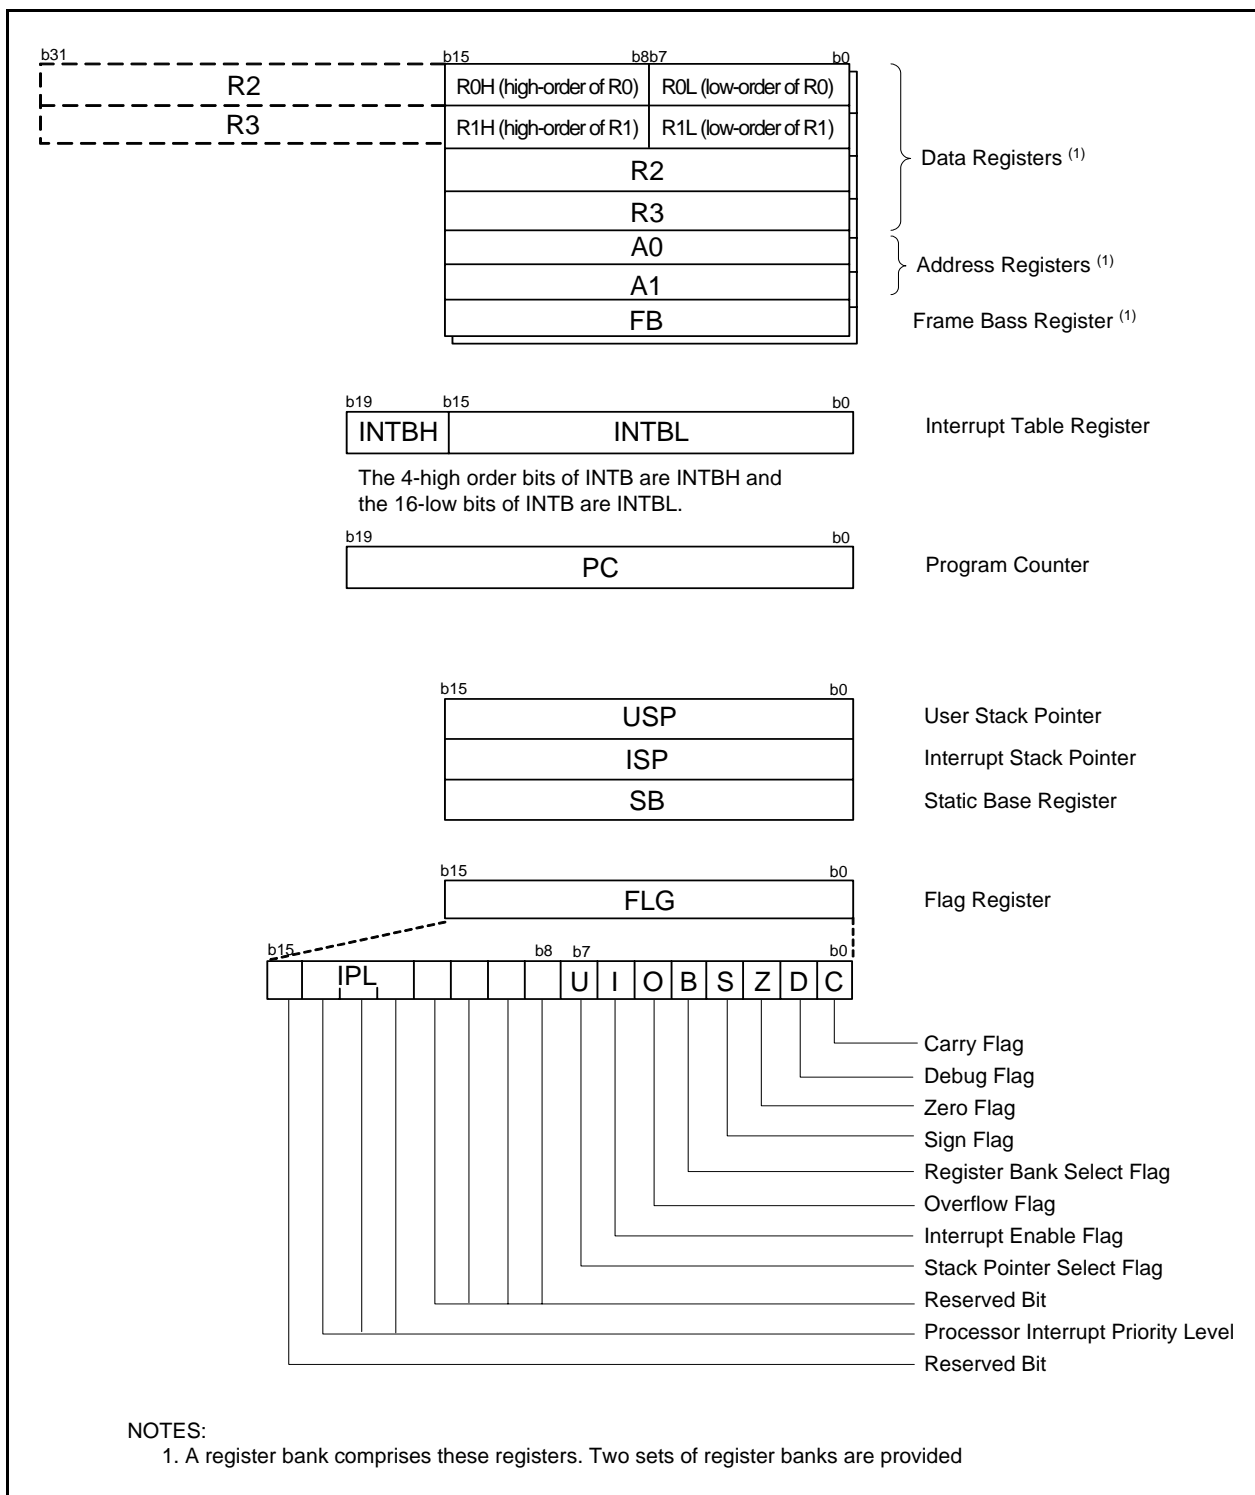 b31 b15 b8b7 b0
R2 R0H (high-order of R0) R0L (low-order of R0)
R3 R1H (high-order of R1) R1L (low-order of R1)
Data Registers (1)
R2
R3
A0
Address Registers (1)
A1
FB Frame Bass Register (1)
b19 b15 b0
INTBH INTBL Interrupt Table Register
The 4-high order bits of INTB are INTBH and
the 16-low bits of INTB are INTBL.
b19 b0
PC Program Counter
b15 b0
USP User Stack Pointer
ISP Interrupt Stack Pointer
SB Static Base Register
b15 b0
FLG Flag Register
b15 b8 b7 b0
IPL U I O B S Z D C
Carry Flag
Debug Flag
Zero Flag
Sign Flag
Register Bank Select Flag
Overflow Flag
Interrupt Enable Flag
Stack Pointer Select Flag
Reserved Bit
Processor Interrupt Priority Level
Reserved Bit
NOTES:
1. A register bank comprises these registers. Two sets of register banks are provided